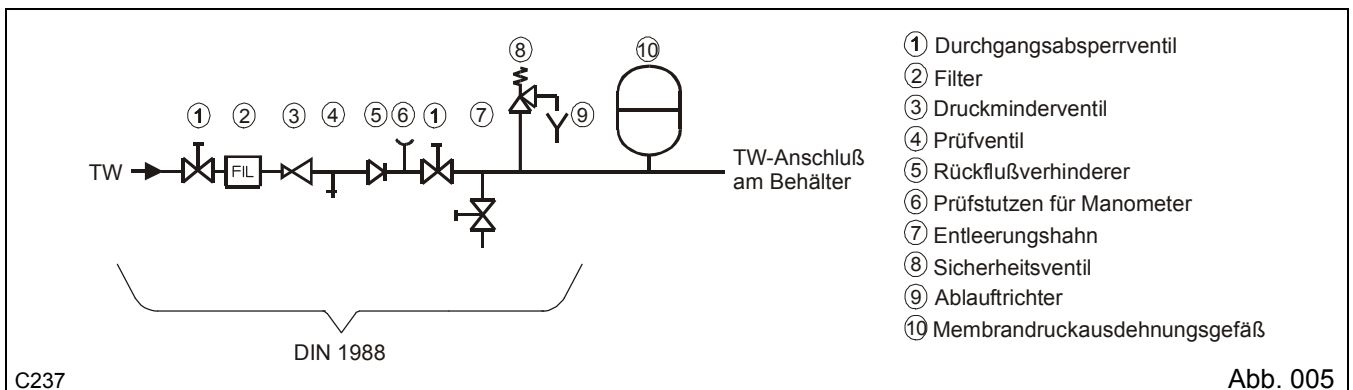 ⑧ ⑩
① ② ③ ④ ⑤ ⑥ ① ⑦ ⑨
TW FIL
TW-Anschluß
am Behälter
DIN 1988
① Durchgangsabsperrventil
② Filter
③ Druckminderventil
④ Prüfventil
⑤ Rückflußverhinderer
⑥ Prüfstutzen für Manometer
⑦ Entleerungshahn
⑧ Sicherheitsventil
⑨ Ablauftrichter
⑩ Membrandruckausdehnungsgefäß
C237
Abb. 005